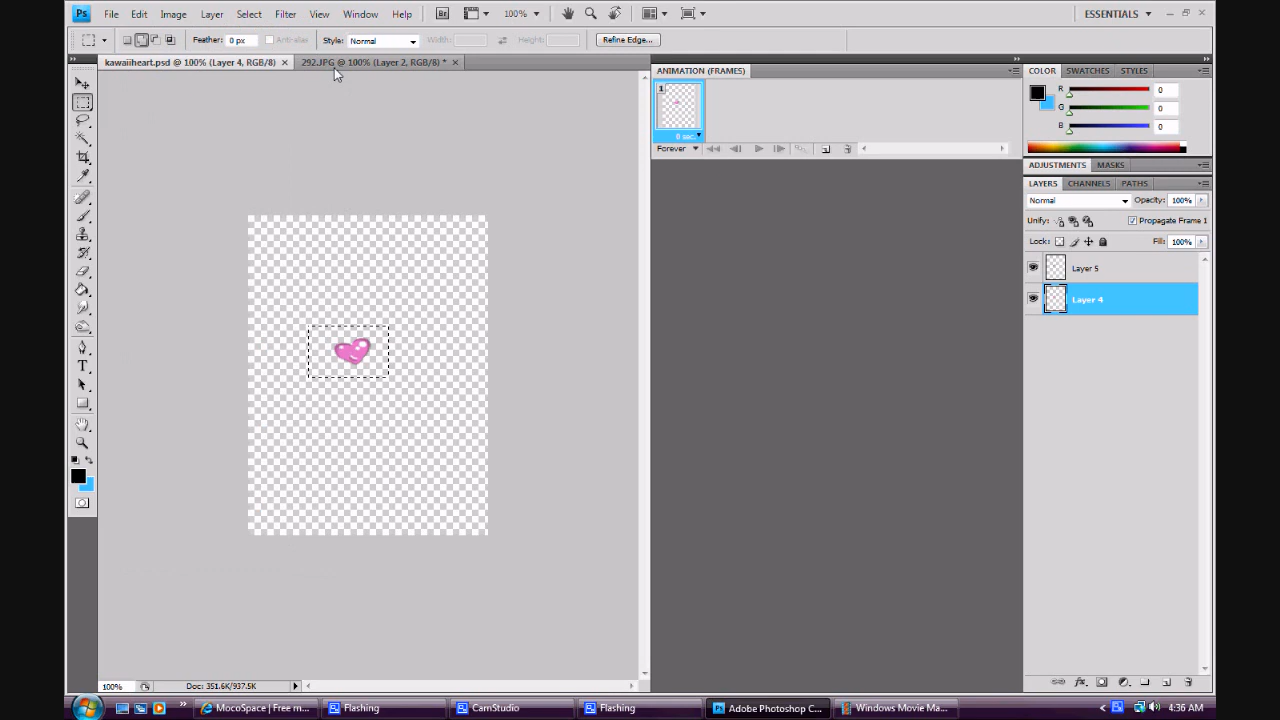 Ps File Edit Image Layer Select Filter View Window Help Br 100% ESSENTIALS
Feather: 0 px Anti-alias Style: Normal Width: Height: Refine Edge...
kawaiiheart.psd @ 100% (Layer 4, RGB/8) × 292.JPG @ 100% (Layer 2, RGB/8) * ×
ANIMATION (FRAMES)
1
0 sec.
Forever
COLOR SWATCHES STYLES
R 0
G 0
B 0
ADJUSTMENTS MASKS
LAYERS CHANNELS PATHS
Normal Opacity: 100%
Unify: Propagate Frame 1
Lock: Fill: 100%
Layer 5
Layer 4
T
100% Doc: 351.6K/937.5K
MocoSpace | Free m... Flashing CamStudio Flashing Ps Adobe Photoshop C... Windows Movie Ma... 4:36 AM